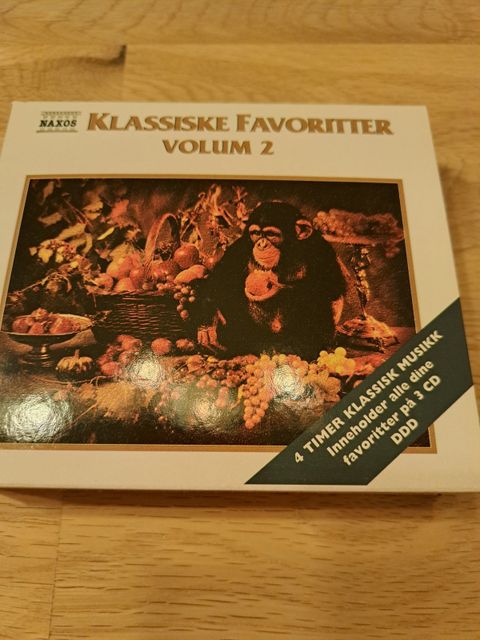 NAXOS
KLASSISKE FAVORITTER
VOLUM 2
4 TIMER KLASSISK MUSIKK
Inneholder alle dine
favoritter på 3 CD
DDD